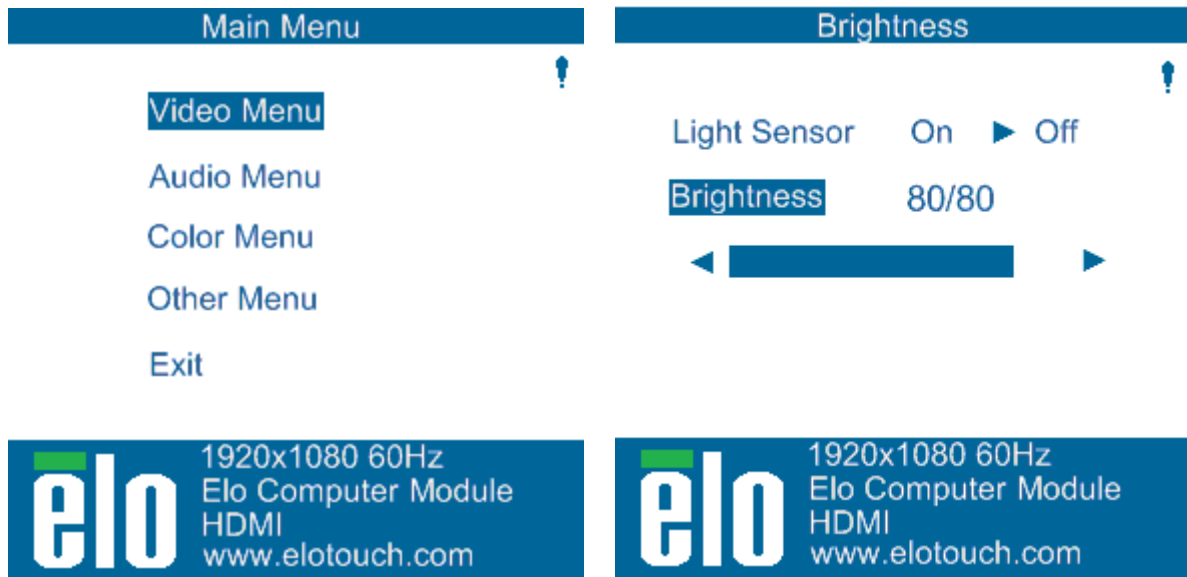 Main Menu
Video Menu
Audio Menu
Color Menu
Other Menu
Exit
elo
1920x1080 60Hz
Elo Computer Module
HDMI
www.elotouch.com
Brightness
Light Sensor On ► Off
Brightness 80/80
elo
1920x1080 60Hz
Elo Computer Module
HDMI
www.elotouch.com